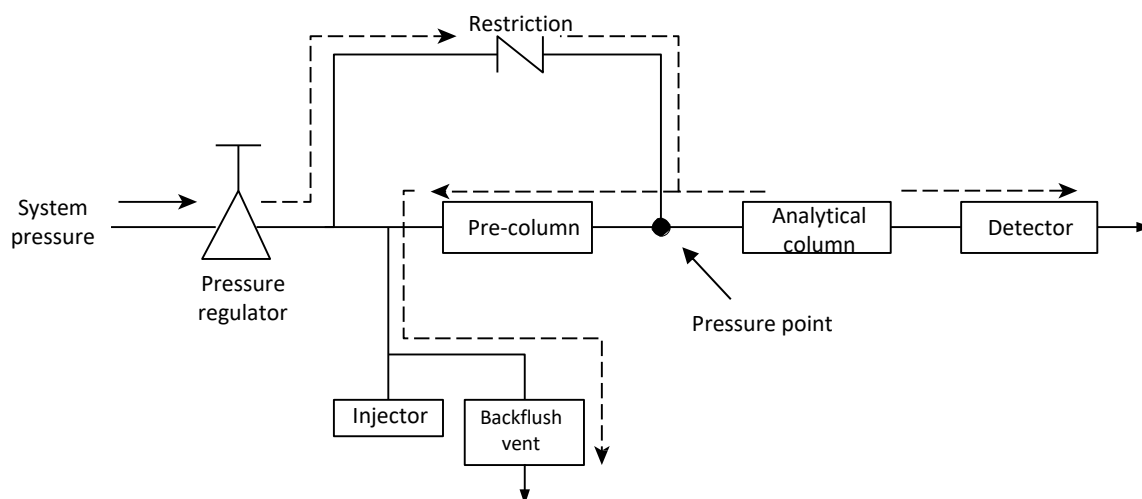 Restriction
System
pressure
Pre-column
Analytical
column
Detector
Pressure
regulator
Pressure point
Injector
Backflush
vent